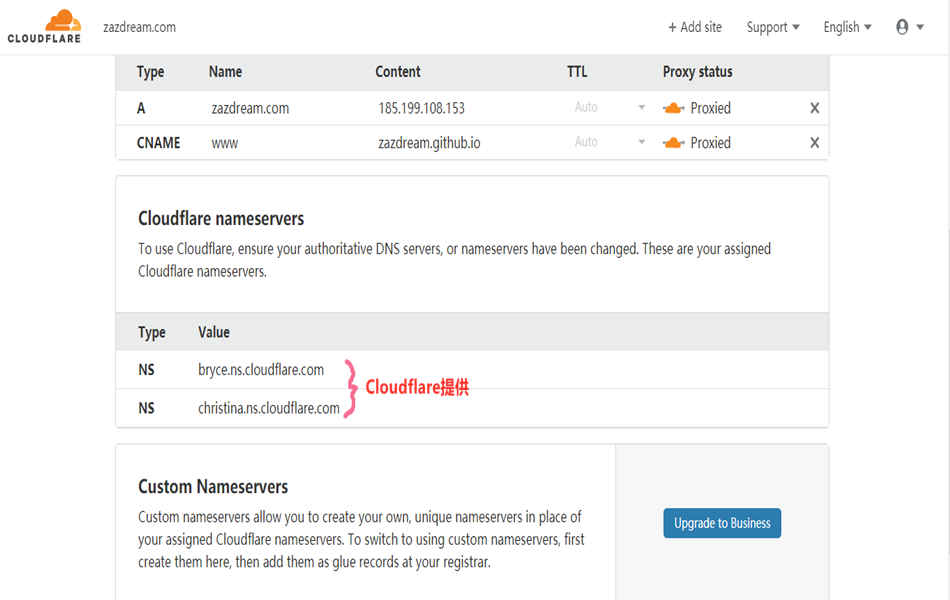 CLOUDFLARE zazdream.com + Add site Support English
Type Name Content TTL Proxy status
A zazdream.com 185.199.108.153 Auto Proxied X
CNAME www zazdream.github.io Auto Proxied X
Cloudflare nameservers
To use Cloudflare, ensure your authoritative DNS servers, or nameservers have been changed. These are your assigned
Cloudflare nameservers.
Type Value
NS bryce.ns.cloudflare.com
Cloudflare提供
NS christina.ns.cloudflare.com
Custom Nameservers
Custom nameservers allow you to create your own, unique nameservers in place of
your assigned Cloudflare nameservers. To switch to using custom nameservers, first
create them here, then add them as glue records at your registrar.
Upgrade to Business